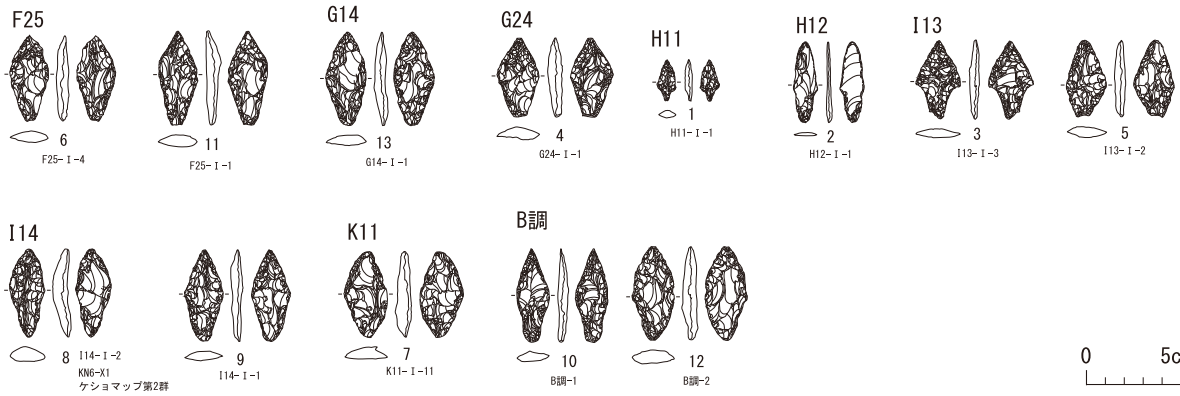 F25
G14
G24
H11
H12
I13
6
F25-Ⅰ-4
11
F25-Ⅰ-1
13
G14-Ⅰ-1
4
G24-Ⅰ-1
1
H11-Ⅰ-1
2
H12-Ⅰ-1
3
I13-Ⅰ-3
5
I13-Ⅰ-2
I14
K11
B調
8
I14-Ⅰ-2
KN6-X1
ケショマップ第2群
9
I14-Ⅰ-1
7
K11-Ⅰ-11
10
B調-1
12
B調-2
0 5c